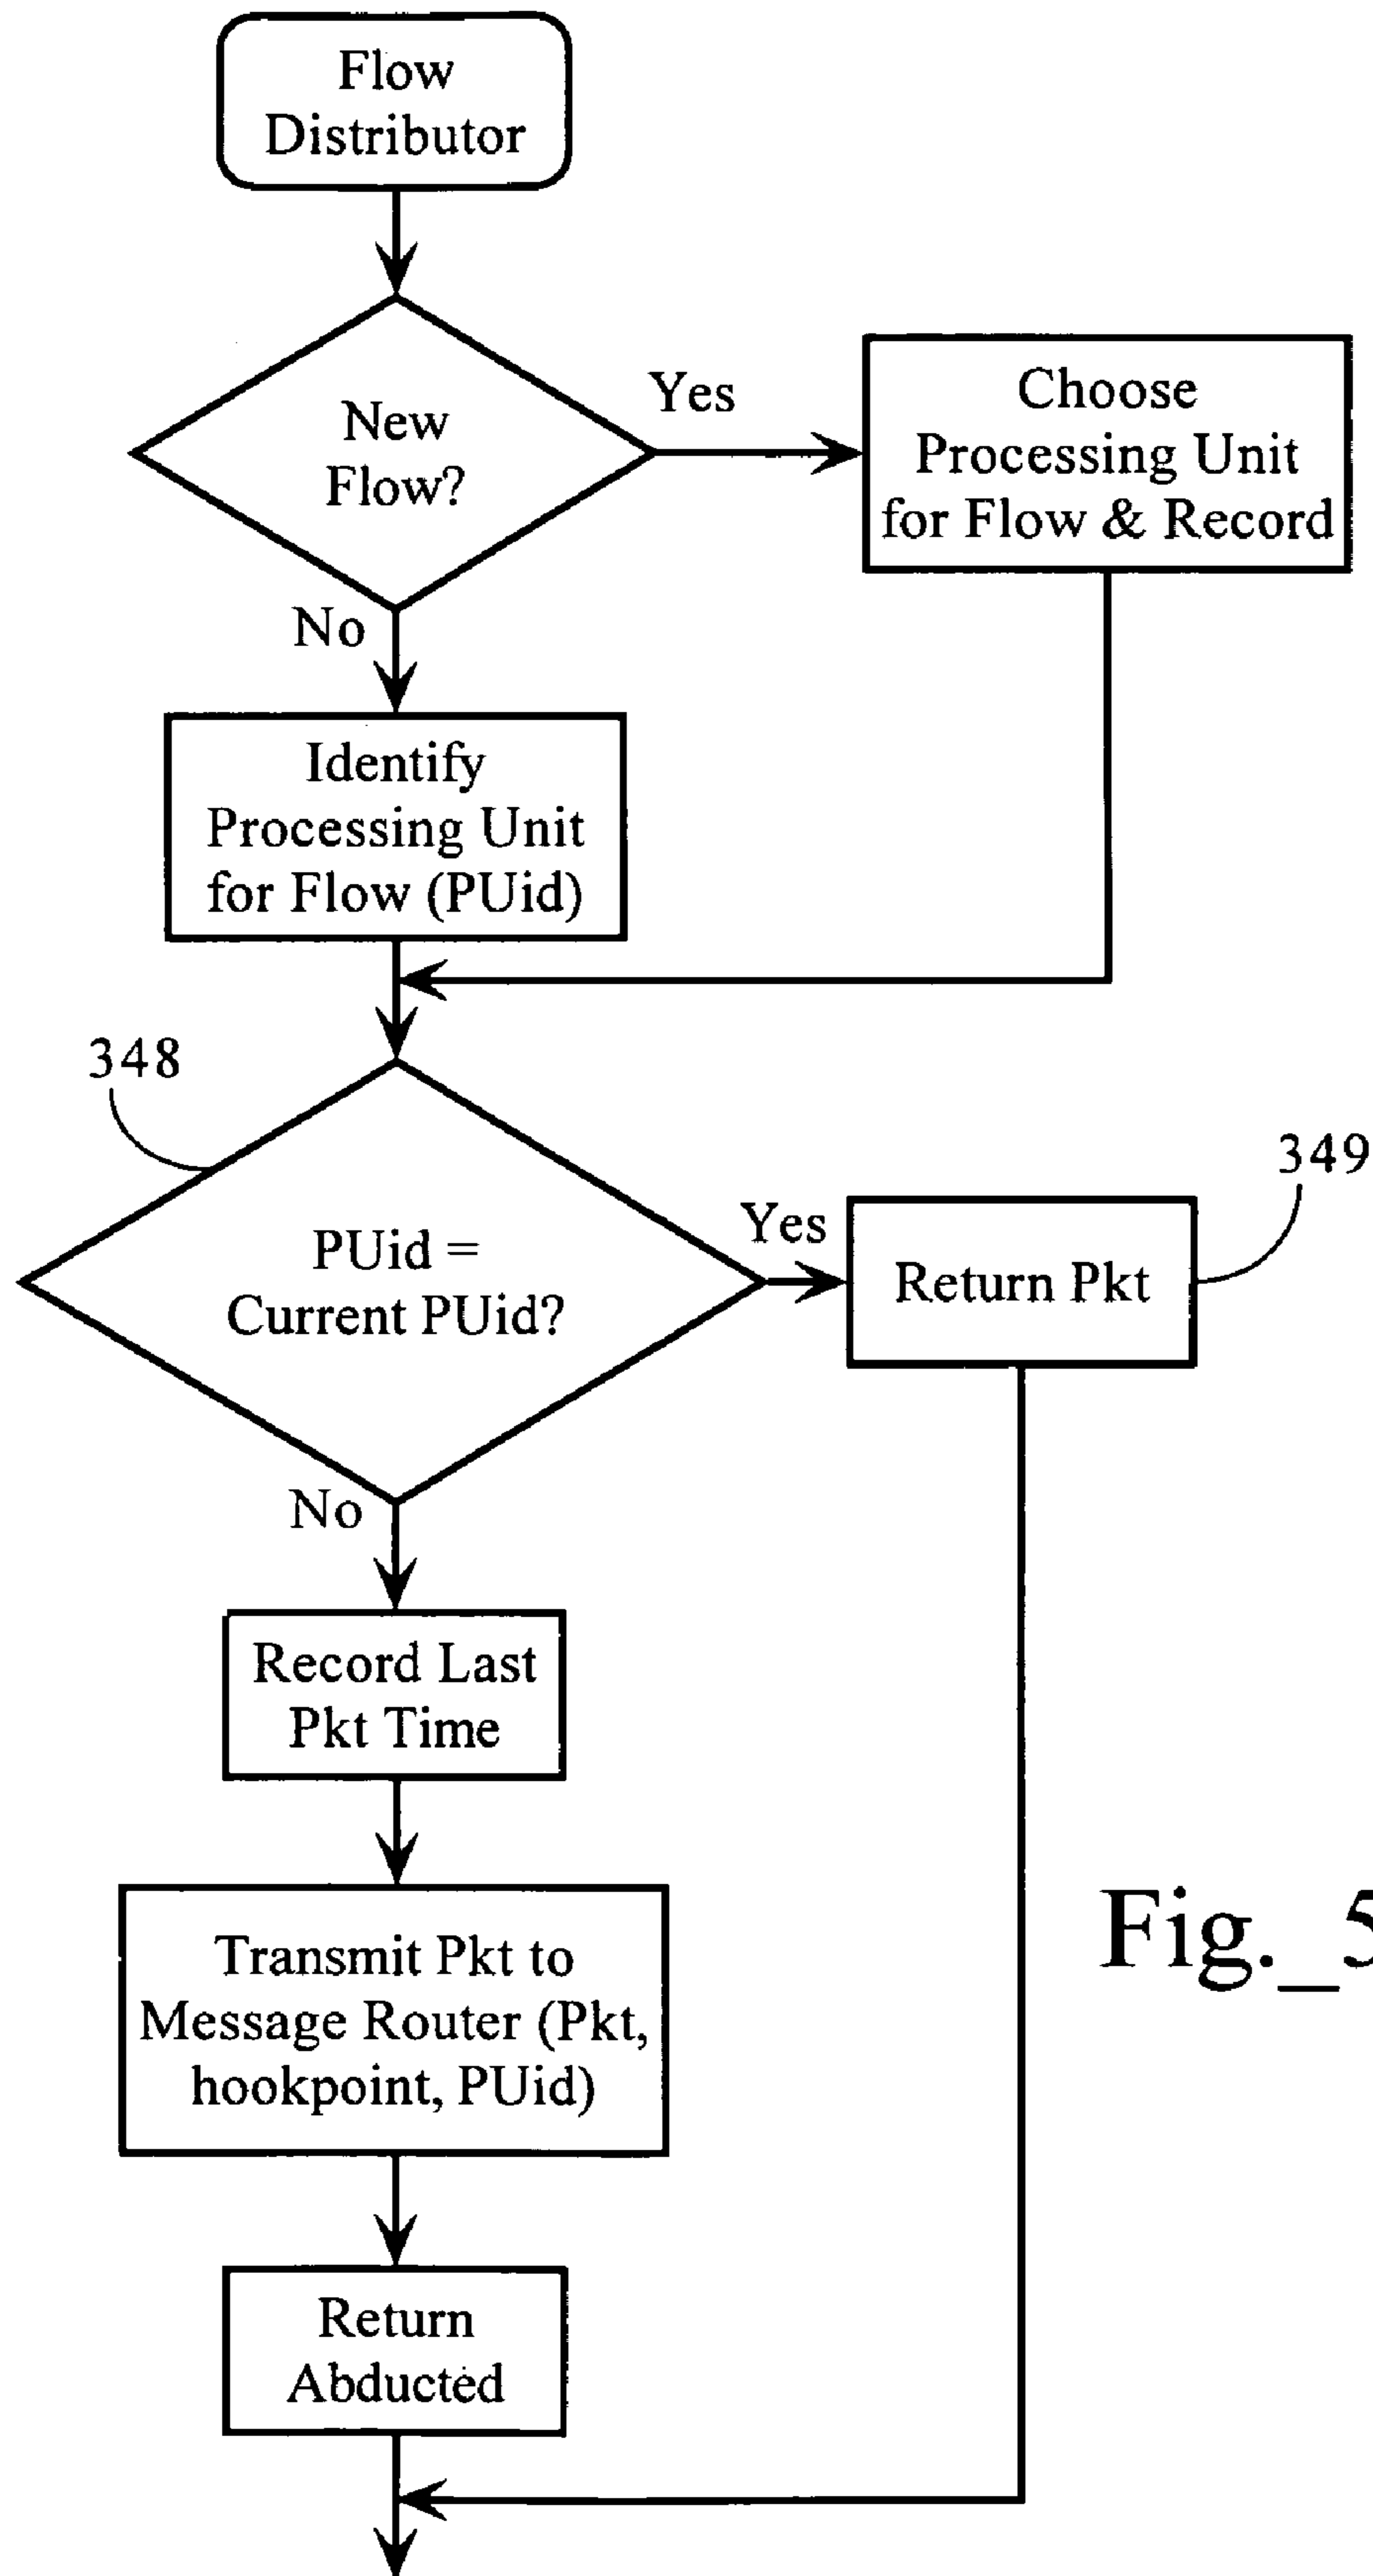 Flow
Distributor
New
Flow?
Yes
Choose
Processing Unit
for Flow & Record
No
Identify
Processing Unit
for Flow (PUid)
348
PUid =
Current PUid?
Yes
Return Pkt
349
No
Record Last
Pkt Time
Transmit Pkt to
Message Router (Pkt,
hookpoint, PUid)
Return
Abducted
Fig._5